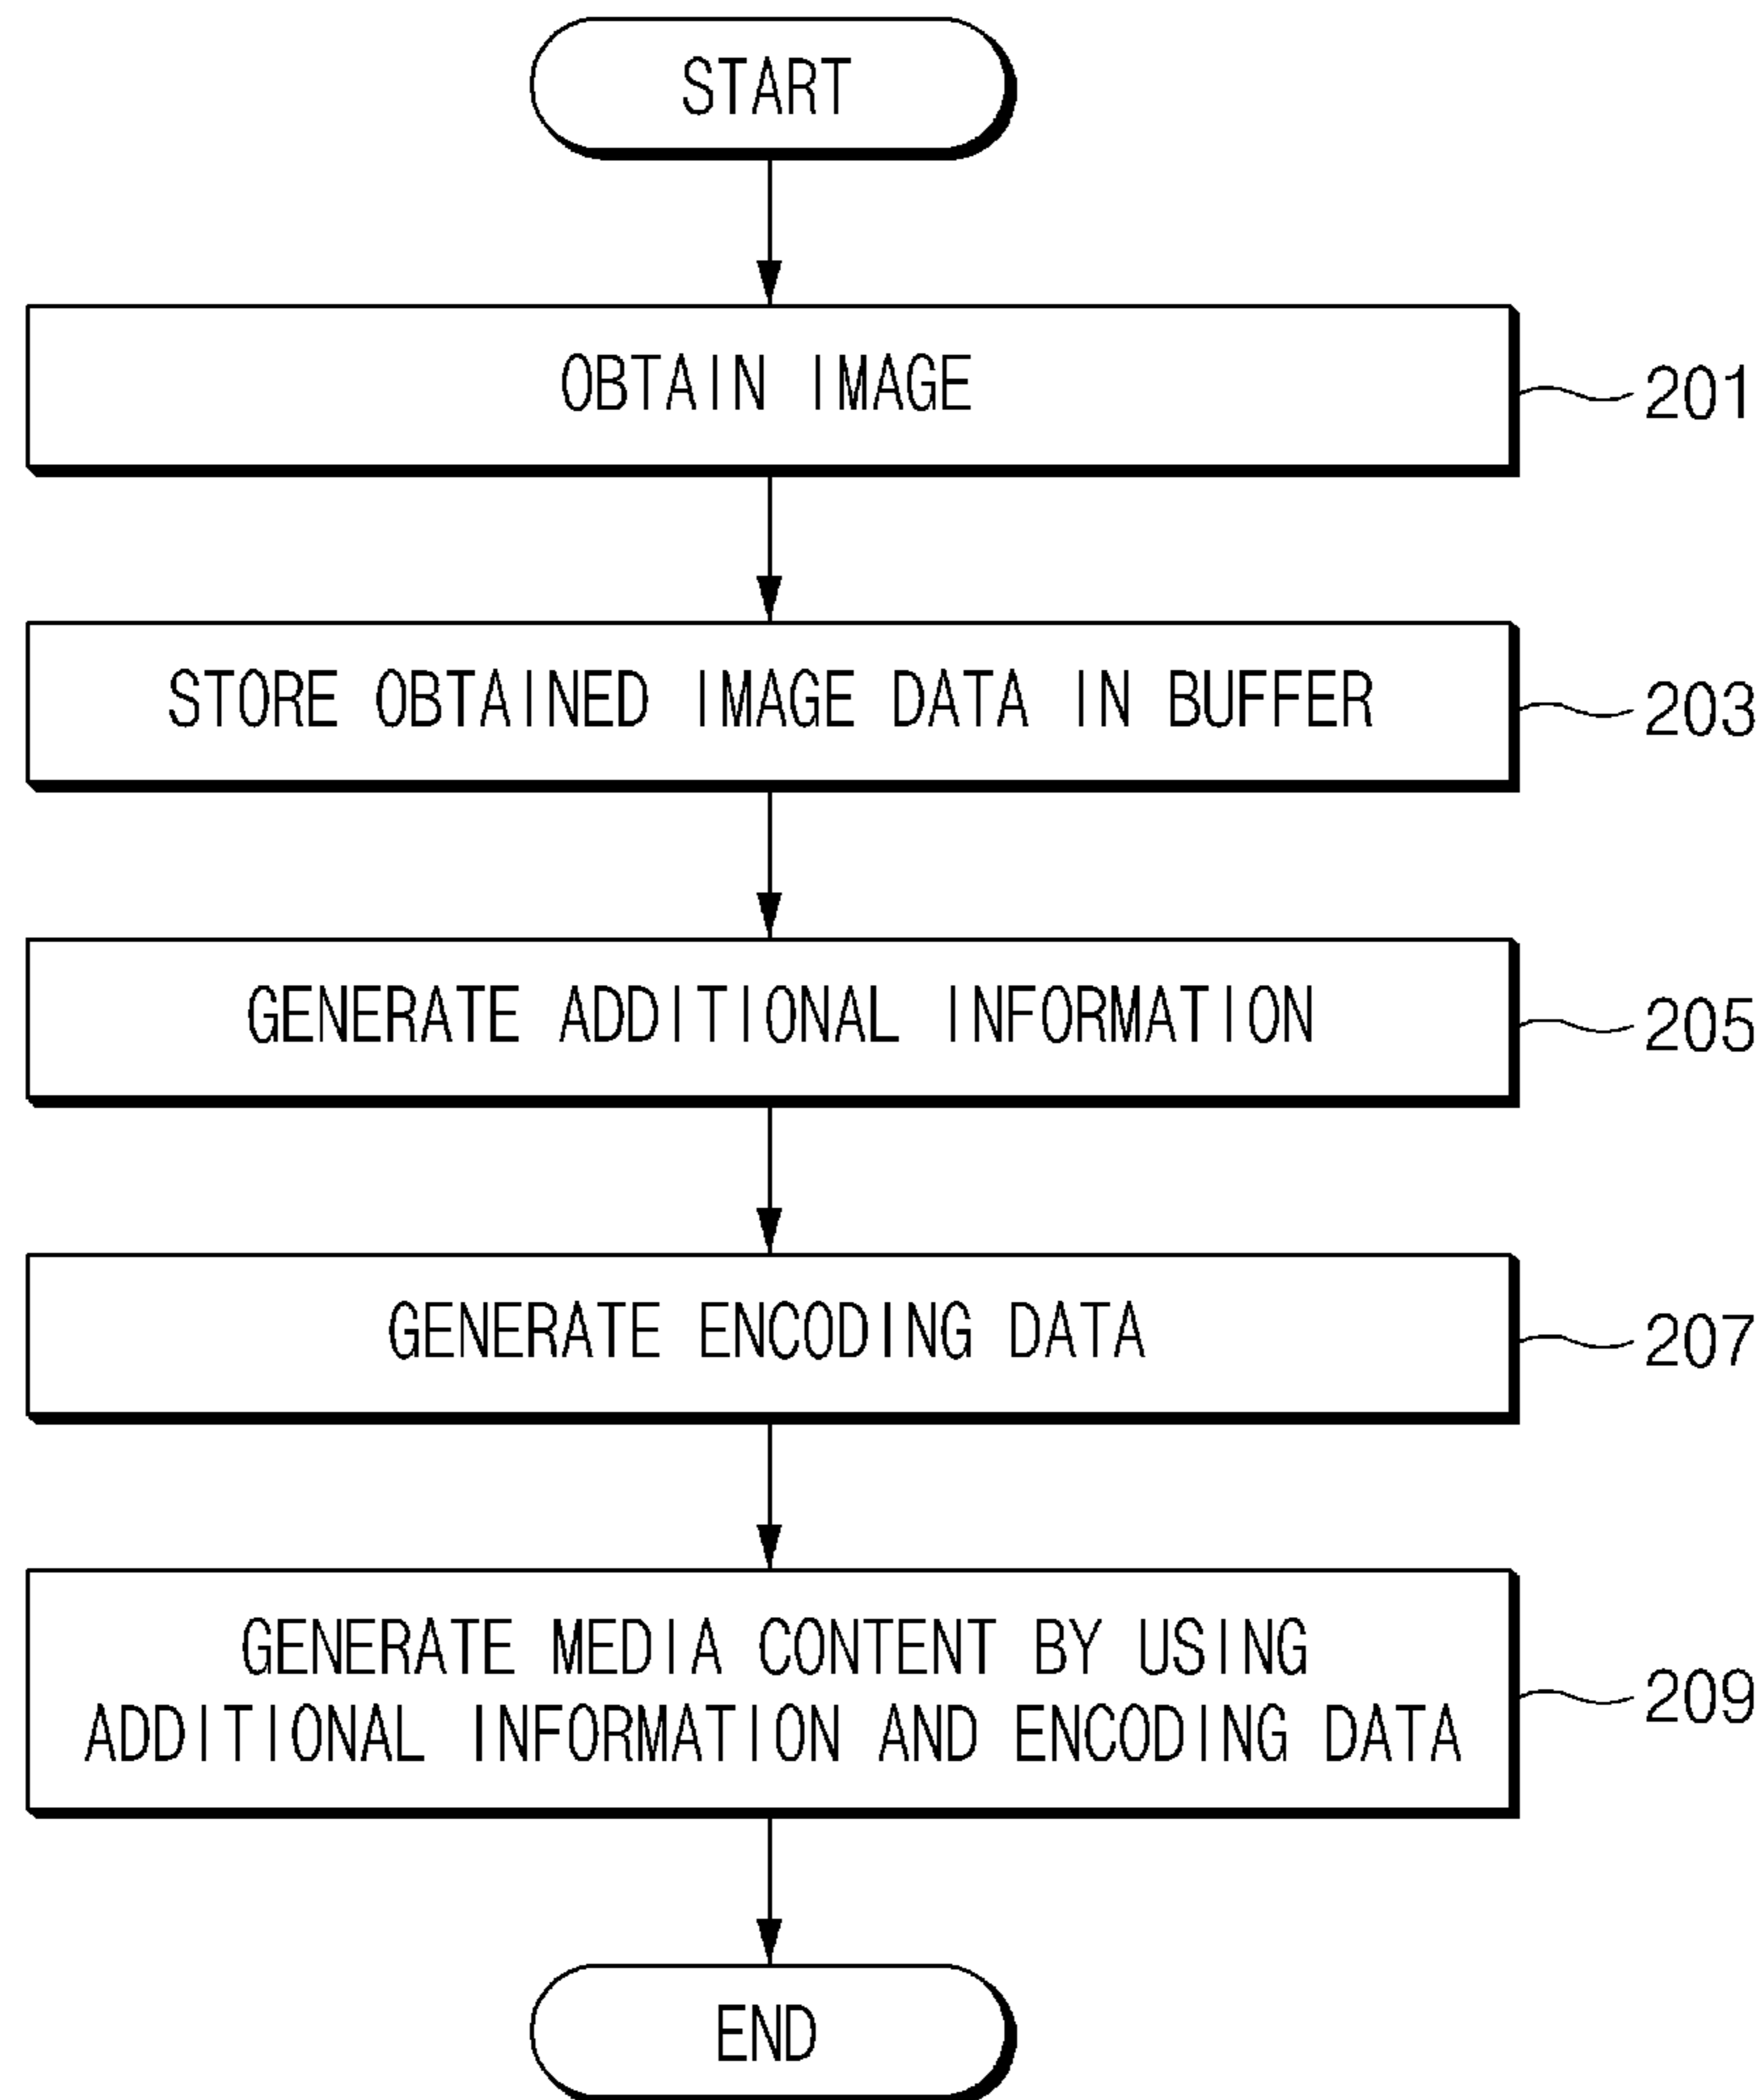 START
OBTAIN IMAGE
201
STORE OBTAINED IMAGE DATA IN BUFFER
203
GENERATE ADDITIONAL INFORMATION
205
GENERATE ENCODING DATA
207
GENERATE MEDIA CONTENT BY USING
ADDITIONAL INFORMATION AND ENCODING DATA
209
END